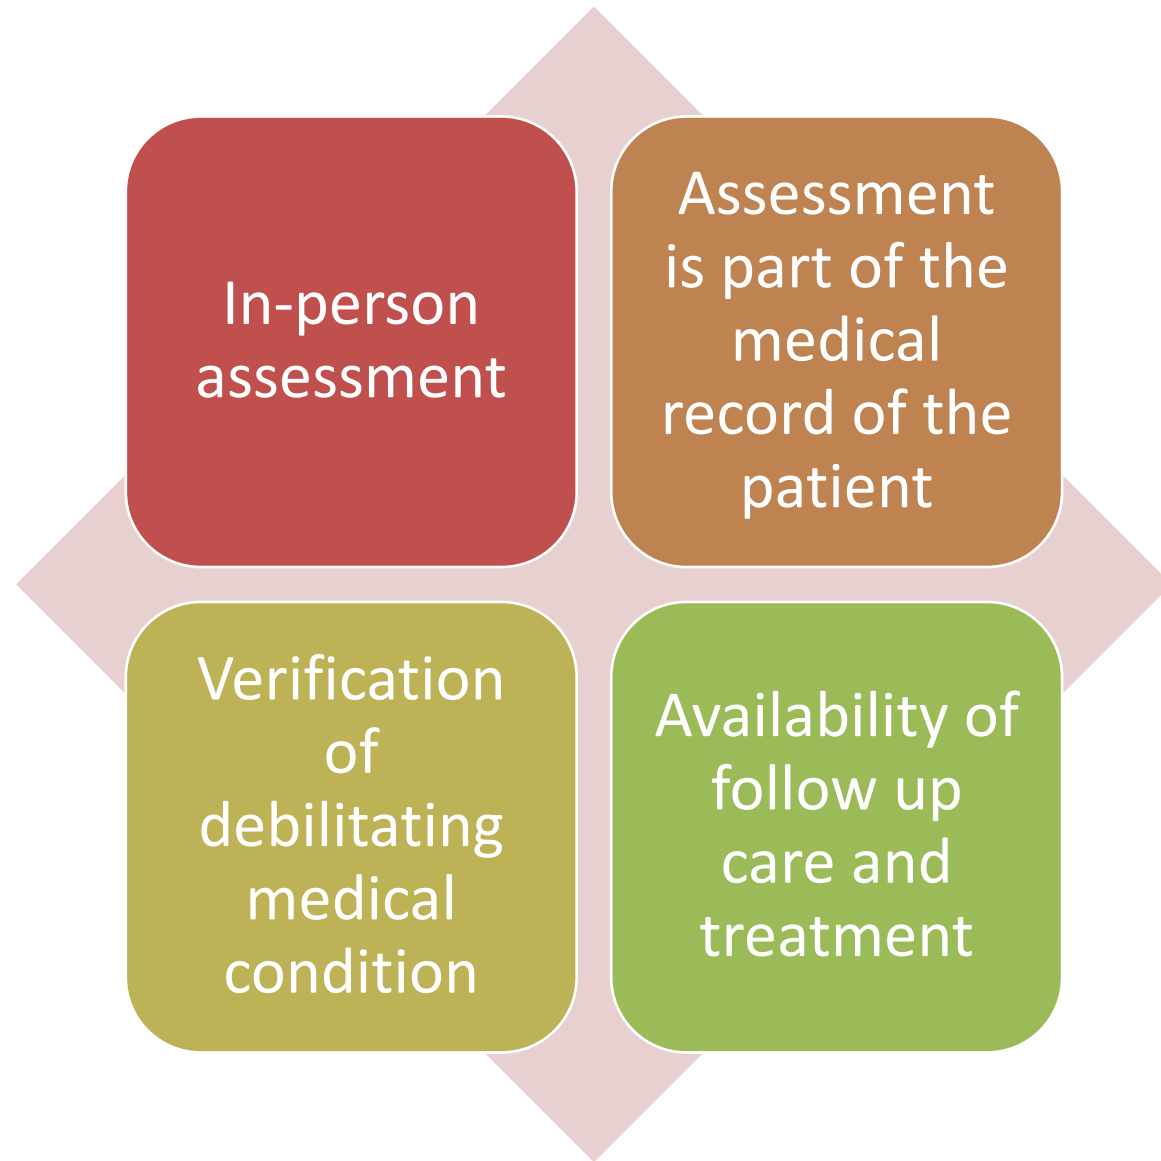 In-person
assessment
Assessment
is part of the
medical
record of the
patient
Verification
of
debilitating
medical
condition
Availability of
follow up
care and
treatment